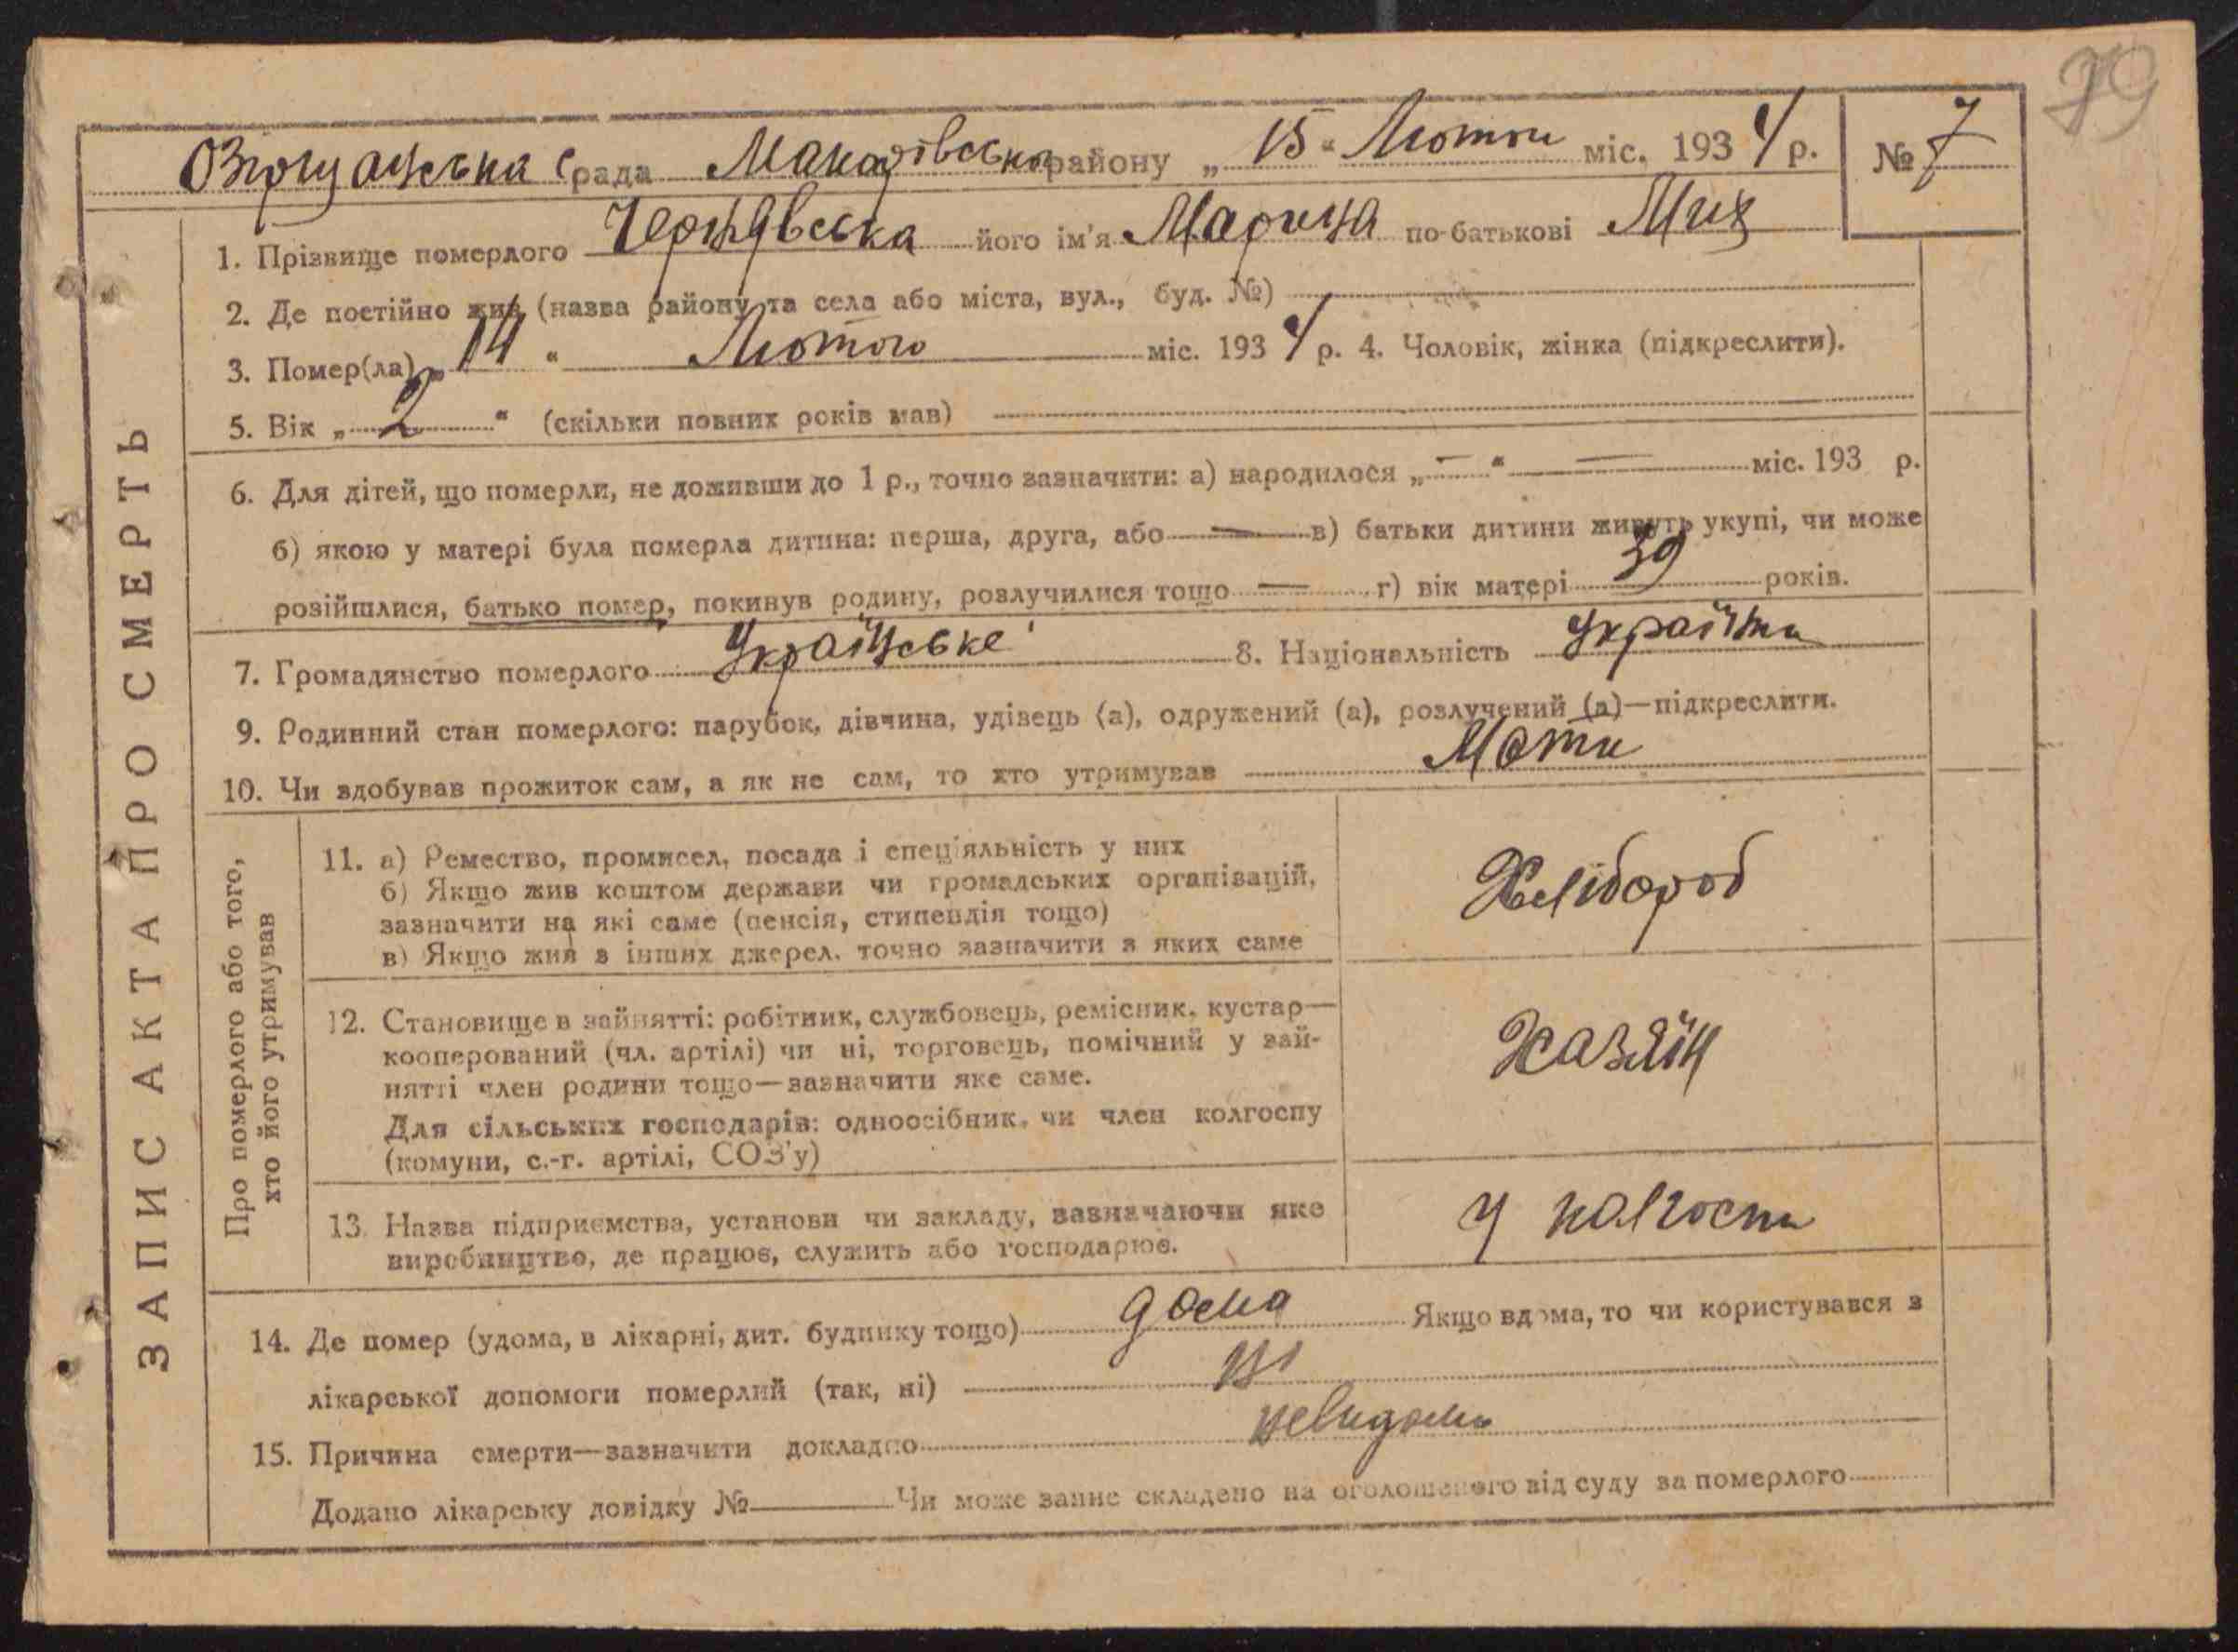 79
Озірщанська с рада Макарівська району „ 15 “ Лютого міс. 1934 р. № 7
1. Прізвище померлого Чернявська його ім'я Марина по-батькові Мих
2. Де постійно жив (назва району та села або міста, вул., буд. №)
3. Помер(ла) „ 14 “ Лютого міс. 1934 р. 4. Чоловік, жінка (підкреслити).
5. Вік „ 2 “ (скільки повних років мав)
6. Для дітей, що померли, не доживши до 1 р., точно зазначити: а) народилося „ — “ — міс. 193 р.
б) якою у матері була померла дитина: перша, друга, або — в) батьки дитини живуть укупі, чи може
розійшлися, батько помер, покинув родину, розлучилися тощо — г) вік матері 39 років.
7. Громадянство померлого Українське 8. Національність Українка
9. Родинний стан померлого: парубок, дівчина, удівець (а), одружений (а), розлучений (а)—підкреслити.
10. Чи здобував прожиток сам, а як не сам, то хто утримував Мати
ЗАПИС АКТА ПРО СМЕРТЬ
Про померлого або того,
хто його утримував
11. а) Ремество, промисел, посада і спеціяльність у них
б) Якщо жив коштом держави чи громадських організацій,
зазначити на які саме (пенсія, стипендія тощо)
в) Якщо жив з інших джерел, точно зазначити з яких саме
Хлібороб
12. Становище в зайнятті: робітник, службовець, ремісник, кустар—
кооперований (чл. артілі) чи ні, торговець, помічний у зай-
нятті член родини тощо—зазначити яке саме.
Для сільських господарів: одноосібник, чи член колгоспу
(комуни, с.-г. артілі, СОЗ'у)
Хазяїн
13. Назва підприємства, установи чи закладу, зазначаючи яке
виробництво, де працює, служить або господарює.
У колгоспи
14. Де помер (удома, в лікарні, дит. будинку тощо) дома Якщо вдома, то чи користувався з
лікарської допомоги померлий (так, ні) ні
15. Причина смерти—зазначити докладно невидома
Додано лікарську довідку № Чи може запис складено на оголошеного від суду за померлого